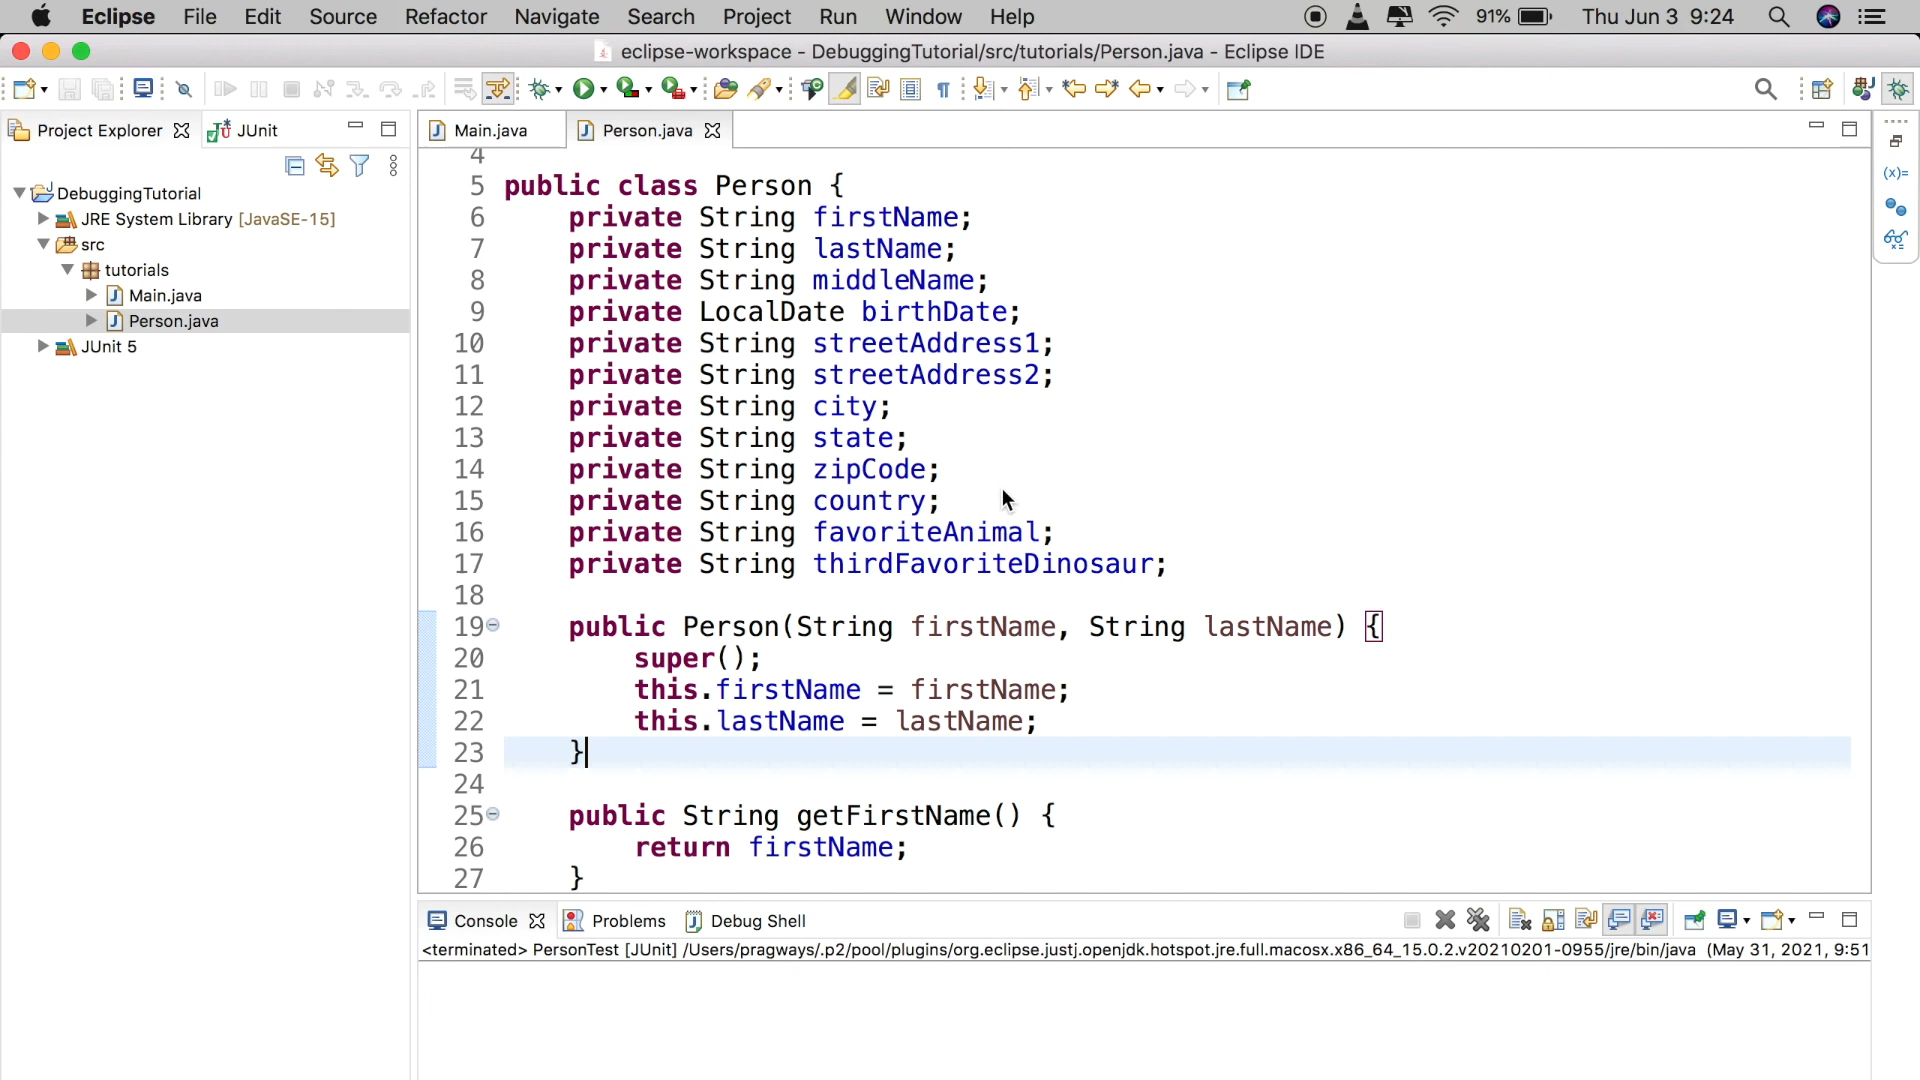 Eclipse File Edit Source Refactor Navigate Search Project Run Window Help 91% Thu Jun 3 9:24
eclipse-workspace - DebuggingTutorial/src/tutorials/Person.java - Eclipse IDE
Project Explorer JUnit
DebuggingTutorial
JRE System Library [JavaSE-15]
src
tutorials
Main.java
Person.java
JUnit 5
Main.java Person.java
4
5 public class Person {
6 private String firstName;
7 private String lastName;
8 private String middleName;
9 private LocalDate birthDate;
10 private String streetAddress1;
11 private String streetAddress2;
12 private String city;
13 private String state;
14 private String zipCode;
15 private String country;
16 private String favoriteAnimal;
17 private String thirdFavoriteDinosaur;
18
19 public Person(String firstName, String lastName) {
20 super();
21 this.firstName = firstName;
22 this.lastName = lastName;
23 }
24
25 public String getFirstName() {
26 return firstName;
27 }
Console Problems Debug Shell
<terminated> PersonTest [JUnit] /Users/pragways/.p2/pool/plugins/org.eclipse.justj.openjdk.hotspot.jre.full.macosx.x86_64_15.0.2.v20210201-0955/jre/bin/java (May 31, 2021, 9:51
(x)=